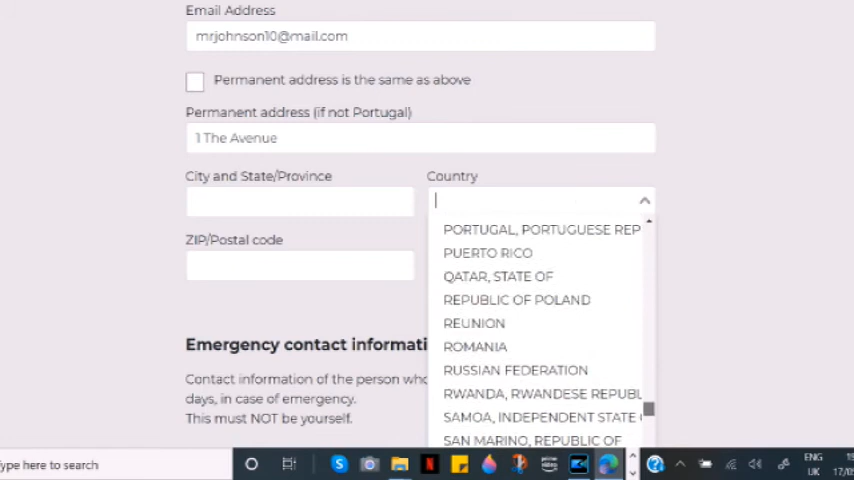 Email Address
mrjohnson10@mail.com
Permanent address is the same as above
Permanent address (if not Portugal)
1 The Avenue
City and State/Province
Country
PORTUGAL, PORTUGUESE REP
ZIP/Postal code
PUERTO RICO
QATAR, STATE OF
REPUBLIC OF POLAND
REUNION
Emergency contact informati
ROMANIA
RUSSIAN FEDERATION
Contact information of the person who
RWANDA, RWANDESE REPUBL
days, in case of emergency.
SAMOA, INDEPENDENT STATE
This must NOT be yourself.
SAN MARINO, REPUBLIC OF
ype here to search
ENG
UK
17/0